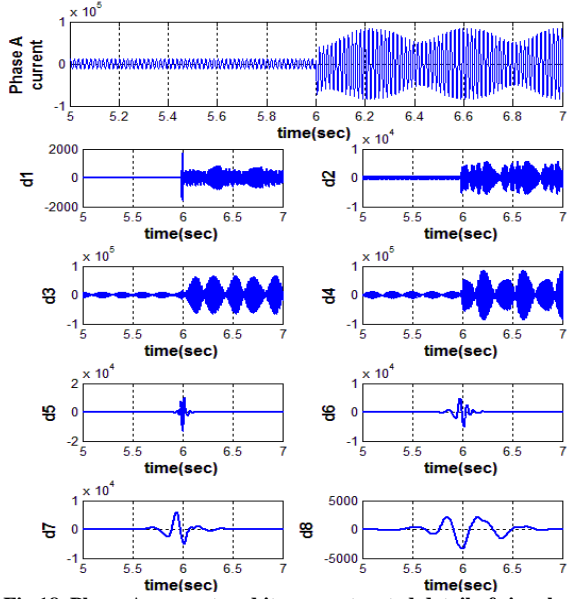 x 10^5
Phase A current
1
0
-1
5 5.2 5.4 5.6 5.8 6 6.2 6.4 6.6 6.8 7
time(sec)
d1
2000
0
-2000
5 5.5 6 6.5 7
time(sec)
x 10^4
d2
1
0
-1
5 5.5 6 6.5 7
time(sec)
x 10^5
d3
1
0
-1
5 5.5 6 6.5 7
time(sec)
x 10^5
d4
1
0
-1
5 5.5 6 6.5 7
time(sec)
x 10^4
d5
2
0
-2
5 5.5 6 6.5 7
time(sec)
x 10^4
d6
1
0
-1
5 5.5 6 6.5 7
time(sec)
x 10^4
d7
1
0
-1
5 5.5 6 6.5 7
time(sec)
d8
5000
0
-5000
5 5.5 6 6.5 7
time(sec)